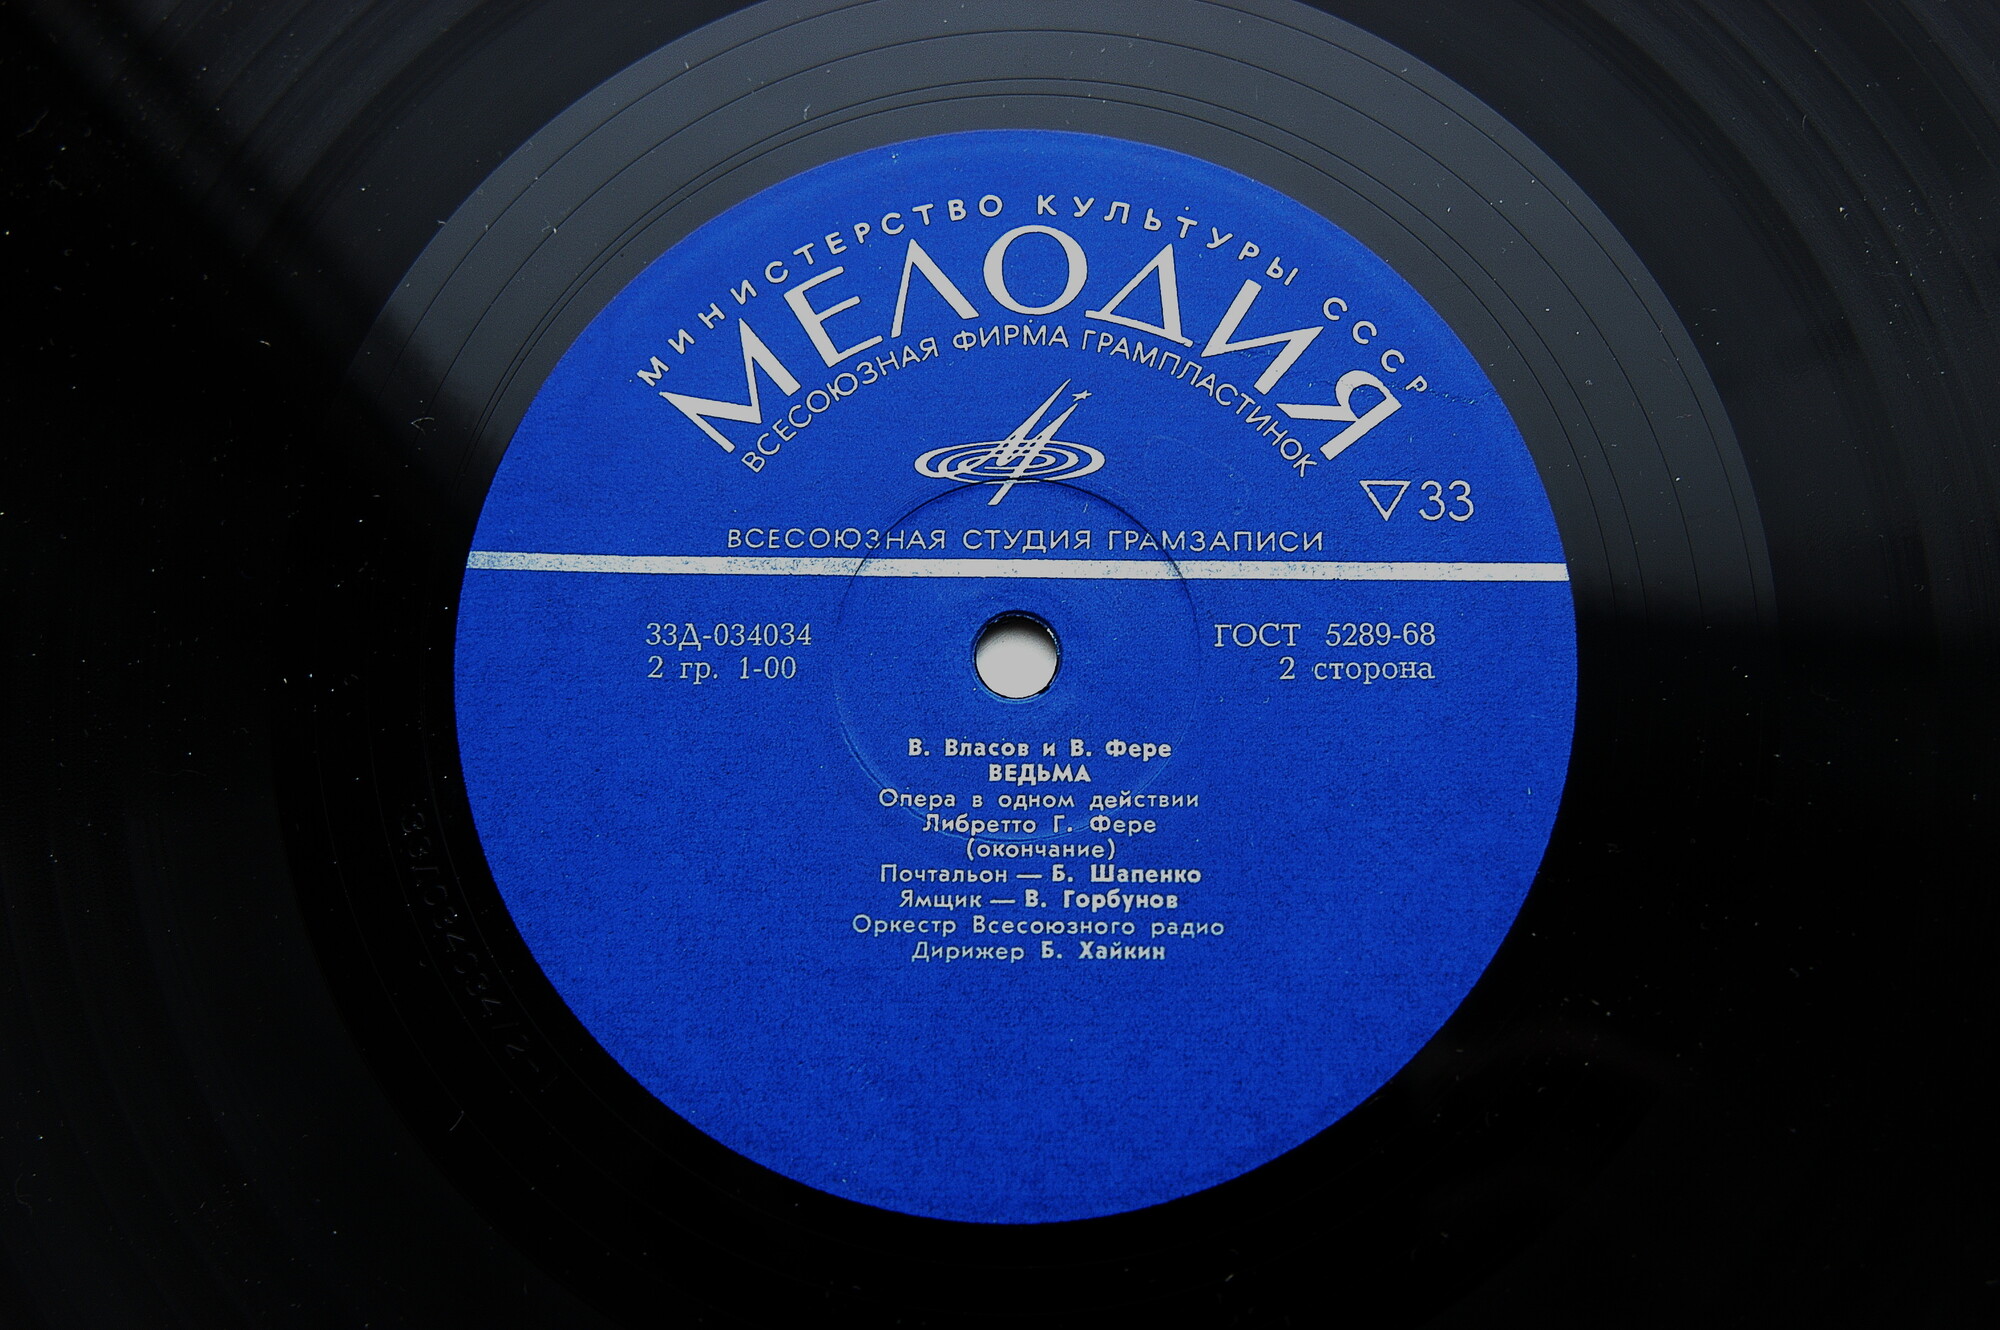 МИНИСТЕРСТВО КУЛЬТУРЫ СССР
МЕЛОДИЯ
ВСЕСОЮЗНАЯ ФИРМА ГРАМПЛАСТИНОК
33
ВСЕСОЮЗНАЯ СТУДИЯ ГРАМЗАПИСИ
33Д-034034
ГОСТ 5289-68
2 гр. 1-00
2 сторона
В. Власов и В. Фере
ВЕДЬМА
Опера в одном действии
Либретто Г. Фере
(окончание)
Почтальон — Б. Шапенко
Ямщик — В. Горбунов
Оркестр Всесоюзного радио
Дирижер Б. Хайкин